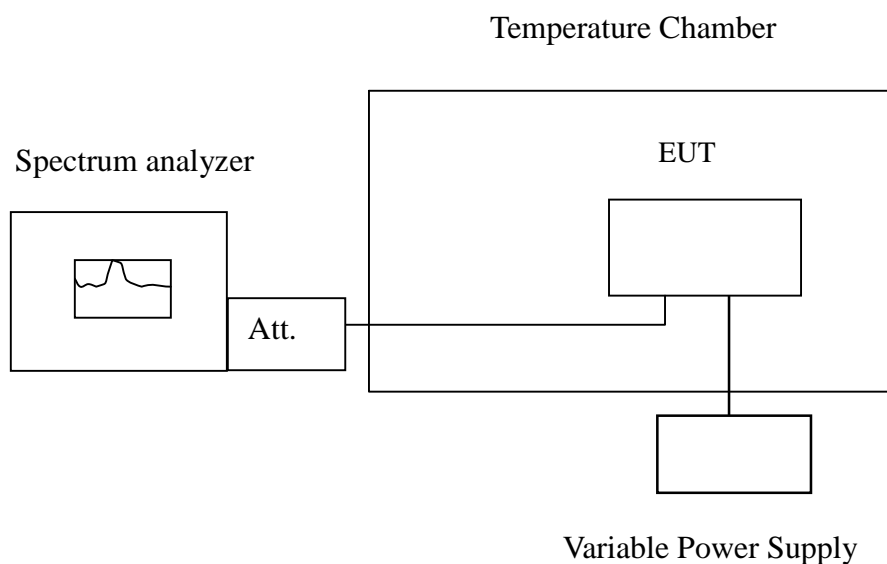 Temperature Chamber
Spectrum analyzer
EUT
Att.
Variable Power Supply